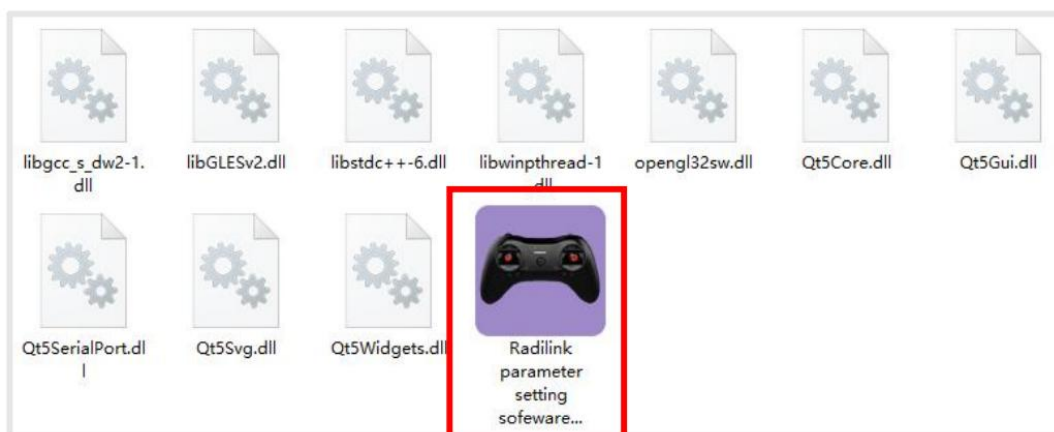 libgcc_s_dw2-1.
dll
libGLESv2.dll
libstdc++-6.dll
libwinpthread-1
.dll
opengl32sw.dll
Qt5Core.dll
Qt5Gui.dll
Qt5SerialPort.dl
l
Qt5Svg.dll
Qt5Widgets.dll
Radilink
parameter
setting
sofeware...